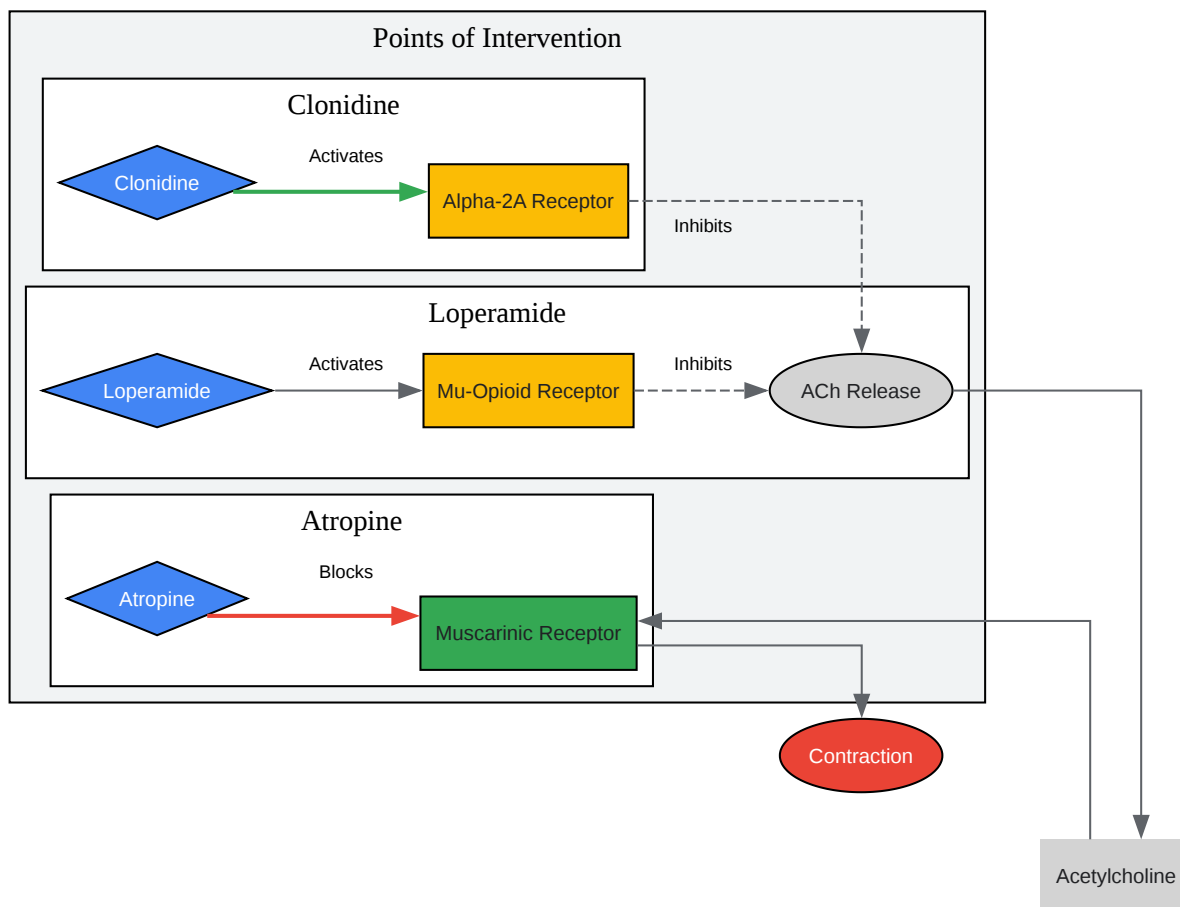 Points of Intervention
Clonidine
Activates
Clonidine
Alpha-2A Receptor
Inhibits
Loperamide
Activates
Inhibits
Loperamide
Mu-Opioid Receptor
ACh Release
Atropine
Blocks
Atropine
Muscarinic Receptor
Contraction
Acetylcholine